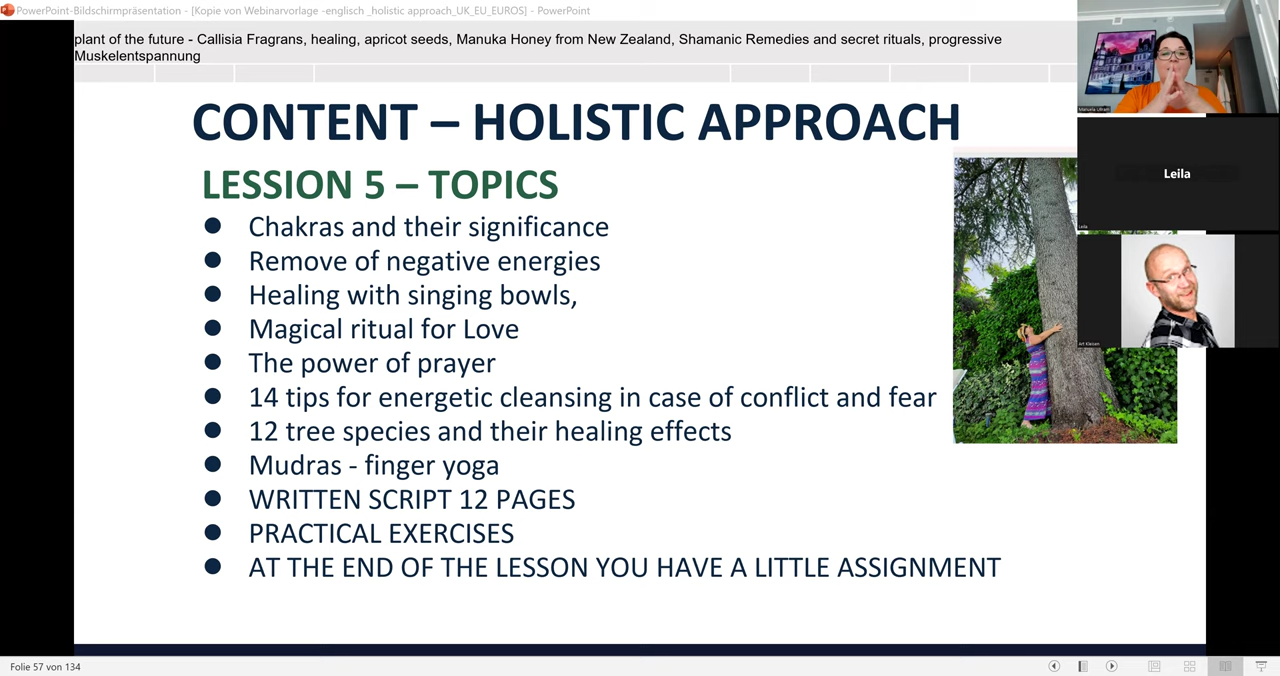 PowerPoint-Bildschirmpräsentation - [Kopie von Webinarvorlage -englisch _holistic approach_UK_EU_EUROS] - PowerPoint
plant of the future - Callisia Fragrans, healing, apricot seeds, Manuka Honey from New Zealand, Shamanic Remedies and secret rituals, progressive
Muskelentspannung
CONTENT – HOLISTIC APPROACH
LESSION 5 – TOPICS
● Chakras and their significance
● Remove of negative energies
● Healing with singing bowls,
● Magical ritual for Love
● The power of prayer
● 14 tips for energetic cleansing in case of conflict and fear
● 12 tree species and their healing effects
● Mudras - finger yoga
● WRITTEN SCRIPT 12 PAGES
● PRACTICAL EXERCISES
● AT THE END OF THE LESSON YOU HAVE A LITTLE ASSIGNMENT
Leila
Leila
Folie 57 von 134